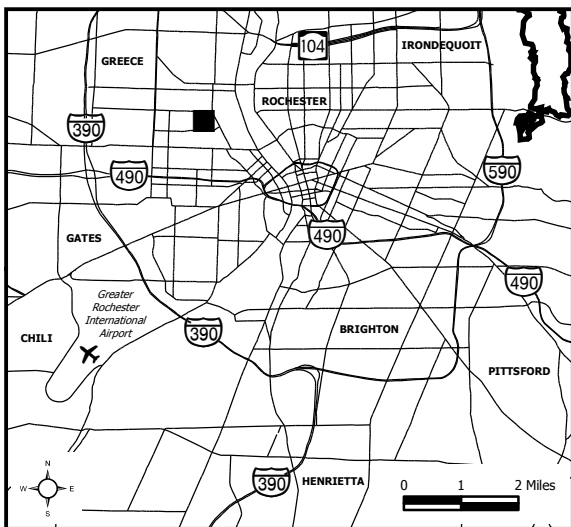 104
IRONDEQUOIT
GREECE
ROCHESTER
390
490
590
GATES
490
490
Greater
Rochester
International
Airport
390
BRIGHTON
CHILI
PITTSFORD
N
W E
S
390
HENRIETTA
0 1 2 Miles